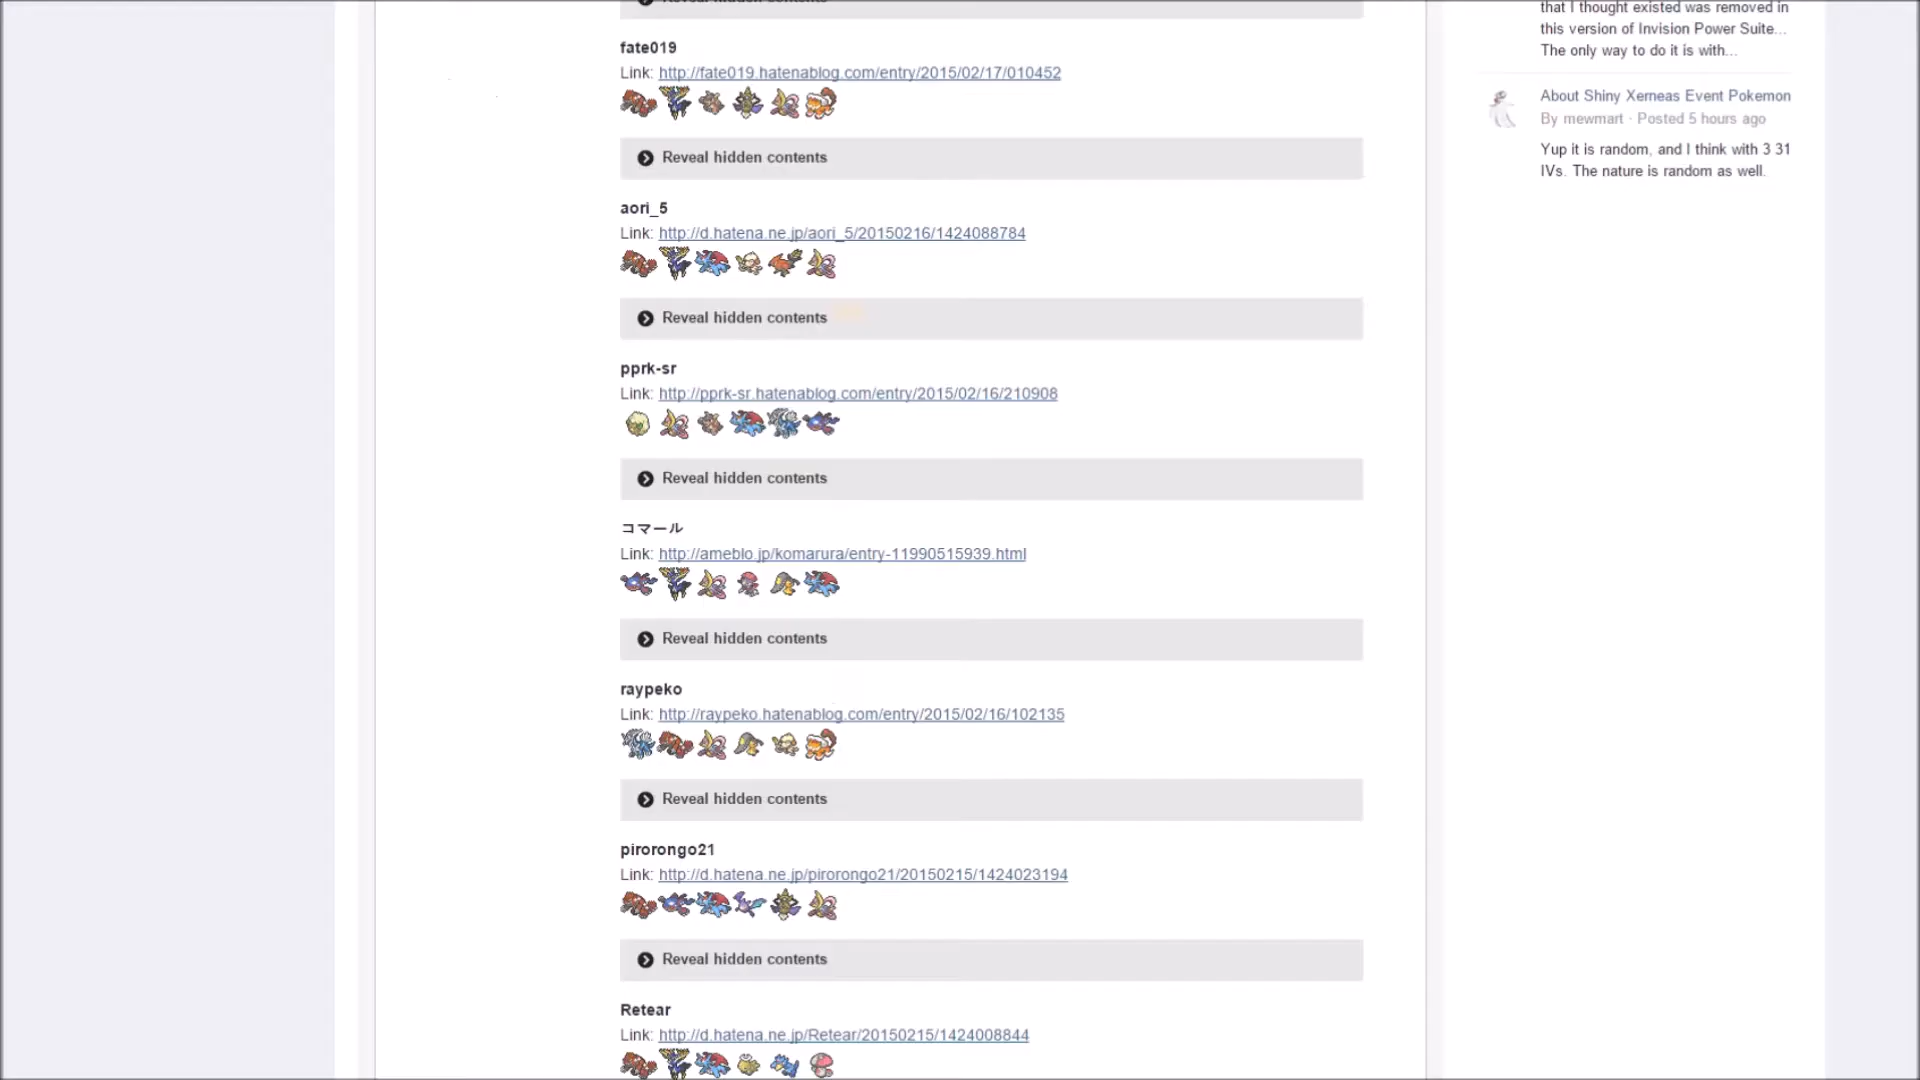 fate019
Link: http://fate019.hatenablog.com/entry/2015/02/17/010452
Reveal hidden contents
aori_5
Link: http://d.hatena.ne.jp/aori_5/20150216/1424088784
Reveal hidden contents
pprk-sr
Link: http://pprk-sr.hatenablog.com/entry/2015/02/16/210908
Reveal hidden contents
コマール
Link: http://ameblo.jp/komarura/entry-11990515939.html
Reveal hidden contents
raypeko
Link: http://raypeko.hatenablog.com/entry/2015/02/16/102135
Reveal hidden contents
pirorongo21
Link: http://d.hatena.ne.jp/pirorongo21/20150215/1424023194
Reveal hidden contents
Retear
Link: http://d.hatena.ne.jp/Retear/20150215/1424008844
that I thought existed was removed in
this version of Invision Power Suite...
The only way to do it is with...
About Shiny Xerneas Event Pokemon
By mewmart · Posted 5 hours ago
Yup it is random, and I think with 3 31
IVs. The nature is random as well.